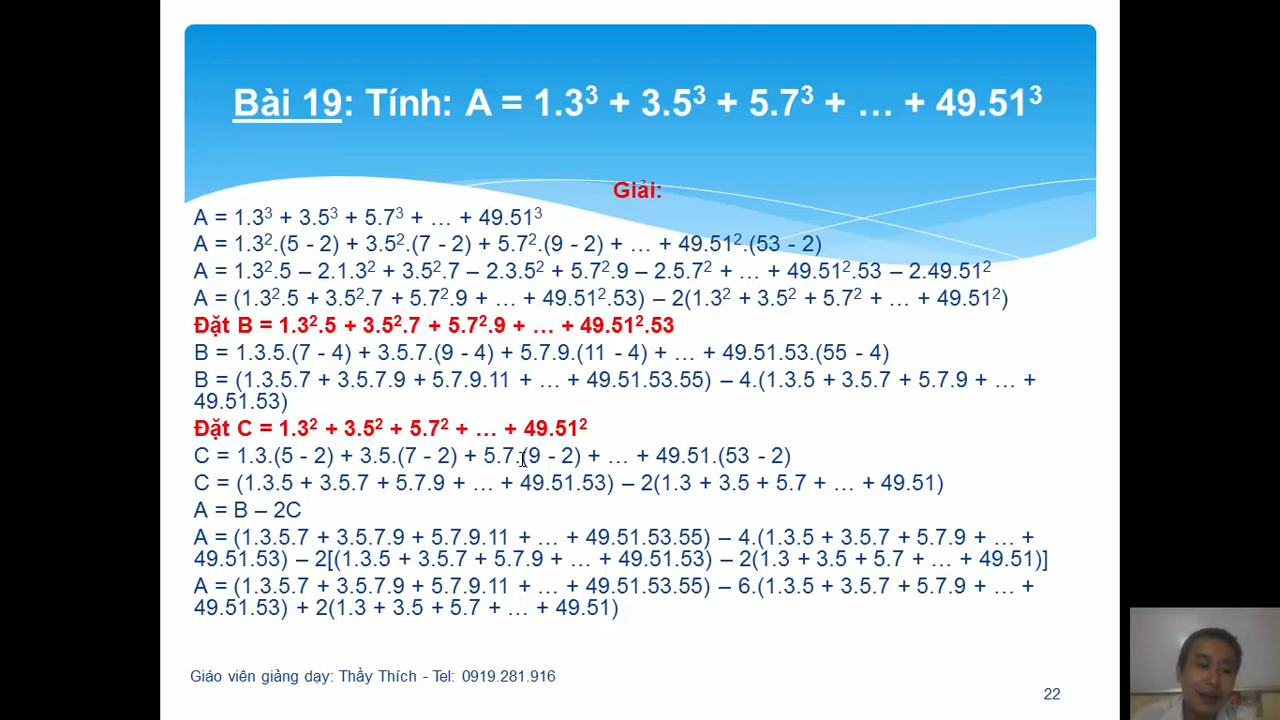 Bài 19: Tính: A = 1.3³ + 3.5³ + 5.7³ + … + 49.51³
Giải:
A = 1.3³ + 3.5³ + 5.7³ + … + 49.51³
A = 1.3².(5 - 2) + 3.5².(7 - 2) + 5.7².(9 - 2) + … + 49.51².(53 - 2)
A = 1.3².5 – 2.1.3² + 3.5².7 – 2.3.5² + 5.7².9 – 2.5.7² + … + 49.51².53 – 2.49.51²
A = (1.3².5 + 3.5².7 + 5.7².9 + … + 49.51².53) – 2(1.3² + 3.5² + 5.7² + … + 49.51²)
Đặt B = 1.3².5 + 3.5².7 + 5.7².9 + … + 49.51².53
B = 1.3.5.(7 - 4) + 3.5.7.(9 - 4) + 5.7.9.(11 - 4) + … + 49.51.53.(55 - 4)
B = (1.3.5.7 + 3.5.7.9 + 5.7.9.11 + … + 49.51.53.55) – 4.(1.3.5 + 3.5.7 + 5.7.9 + … +
49.51.53)
Đặt C = 1.3² + 3.5² + 5.7² + … + 49.51²
C = 1.3.(5 - 2) + 3.5.(7 - 2) + 5.7.(9 - 2) + … + 49.51.(53 - 2)
C = (1.3.5 + 3.5.7 + 5.7.9 + … + 49.51.53) – 2(1.3 + 3.5 + 5.7 + … + 49.51)
A = B – 2C
A = (1.3.5.7 + 3.5.7.9 + 5.7.9.11 + … + 49.51.53.55) – 4.(1.3.5 + 3.5.7 + 5.7.9 + … +
49.51.53) – 2[(1.3.5 + 3.5.7 + 5.7.9 + … + 49.51.53) – 2(1.3 + 3.5 + 5.7 + … + 49.51)]
A = (1.3.5.7 + 3.5.7.9 + 5.7.9.11 + … + 49.51.53.55) – 6.(1.3.5 + 3.5.7 + 5.7.9 + … +
49.51.53) + 2(1.3 + 3.5 + 5.7 + … + 49.51)
Giáo viên giảng dạy: Thầy Thích - Tel: 0919.281.916
22